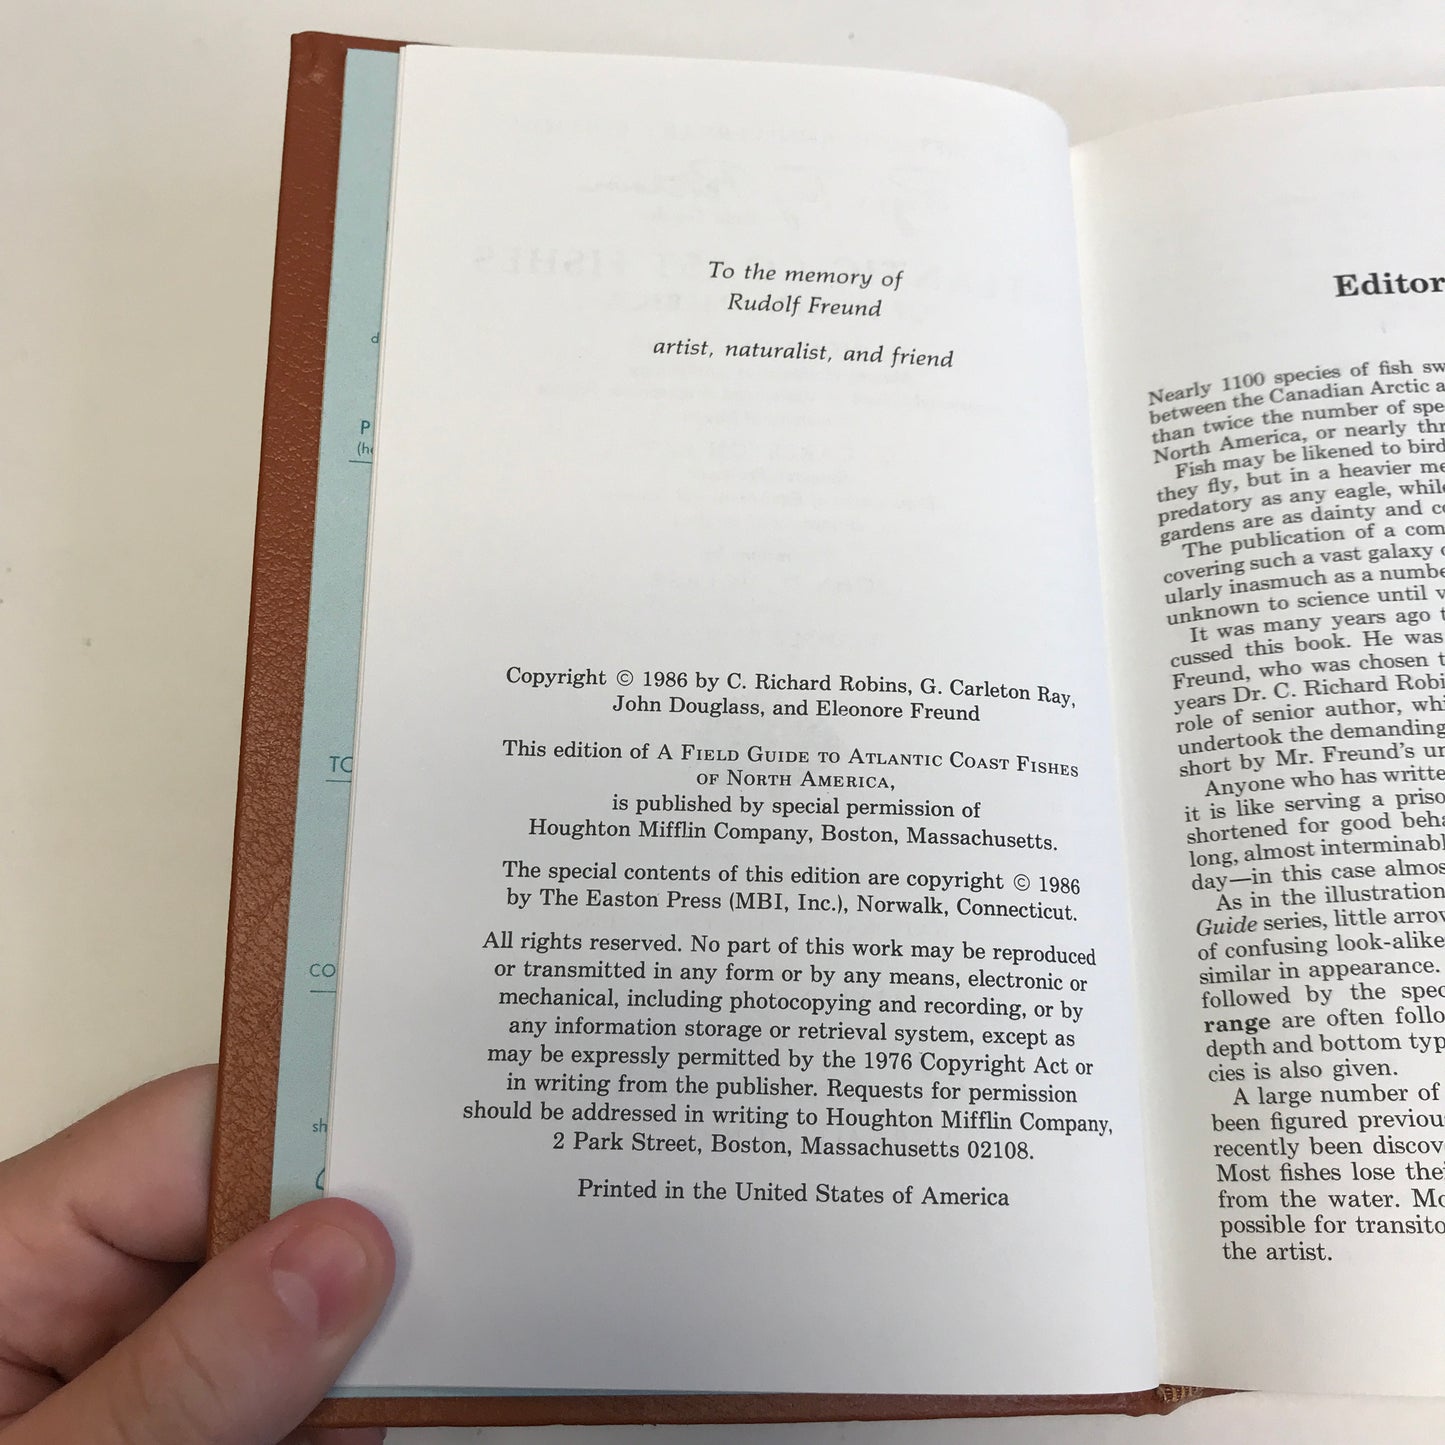 To the memory of
Rudolf Freund
artist, naturalist, and friend
Copyright © 1986 by C. Richard Robins, G. Carleton Ray,
John Douglass, and Eleonore Freund
This edition of A FIELD GUIDE TO ATLANTIC COAST FISHES
OF NORTH AMERICA,
is published by special permission of
Houghton Mifflin Company, Boston, Massachusetts.
The special contents of this edition are copyright © 1986
by The Easton Press (MBI, Inc.), Norwalk, Connecticut.
All rights reserved. No part of this work may be reproduced
or transmitted in any form or by any means, electronic or
mechanical, including photocopying and recording, or by
any information storage or retrieval system, except as
may be expressly permitted by the 1976 Copyright Act or
in writing from the publisher. Requests for permission
should be addressed in writing to Houghton Mifflin Company,
2 Park Street, Boston, Massachusetts 02108.
Printed in the United States of America
Editor
Nearly 1100 species of fish sw
between the Canadian Arctic a
than twice the number of spe
North America, or nearly thr
Fish may be likened to bird
they fly, but in a heavier me
predatory as any eagle, while
gardens are as dainty and co
The publication of a com
covering such a vast galaxy o
ularly inasmuch as a numbe
unknown to science until v
It was many years ago t
cussed this book. He was
Freund, who was chosen t
years Dr. C. Richard Robi
role of senior author, whi
undertook the demanding
short by Mr. Freund's un
Anyone who has writte
it is like serving a priso
shortened for good beha
long, almost interminabl
day—in this case almos
As in the illustration
Guide series, little arrow
of confusing look-alike
similar in appearance.
followed by the spec
range are often follo
depth and bottom typ
cies is also given.
A large number of
been figured previou
recently been discov
Most fishes lose thei
from the water. Mo
possible for transito
the artist.
P
(he
TO
CO
sh